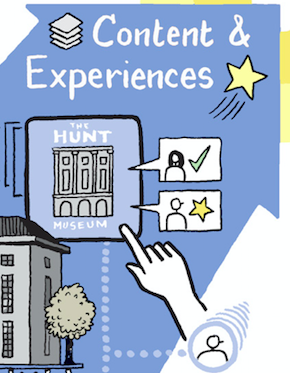 Content &
Experiences
THE
HUNT
MUSEUM